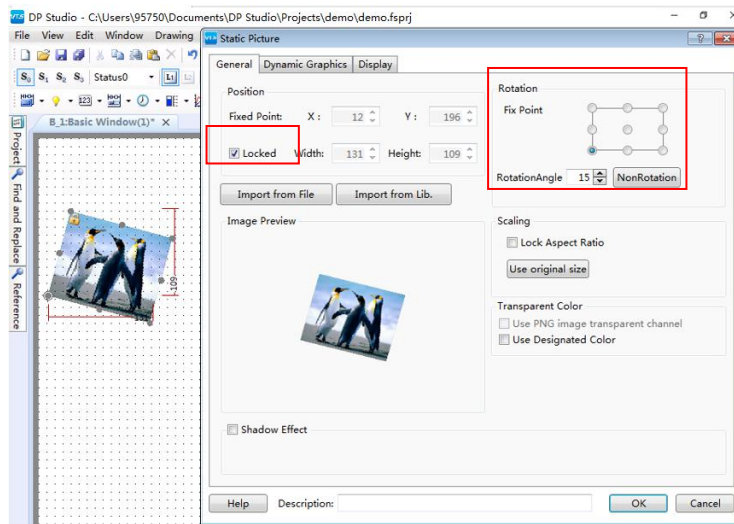 DP Studio - C:\Users\95750\Documents\DP Studio\Projects\demo\demo.fsprj
File View Edit Window Drawing
Static Picture
General Dynamic Graphics Display
S₀ S₁ S₂ S₃ Status0 L1
123
B_1:Basic Window(1)* X
Project
Find and Replace
Reference
109
Position
Fixed Point: X : 12 Y : 196
Locked Width: 131 Height: 109
Import from File Import from Lib.
Image Preview
Rotation
Fix Point
RotationAngle 15 NonRotation
Scaling
Lock Aspect Ratio
Use original size
Transparent Color
Use PNG image transparent channel
Use Designated Color
Shadow Effect
Help Description: OK Cancel